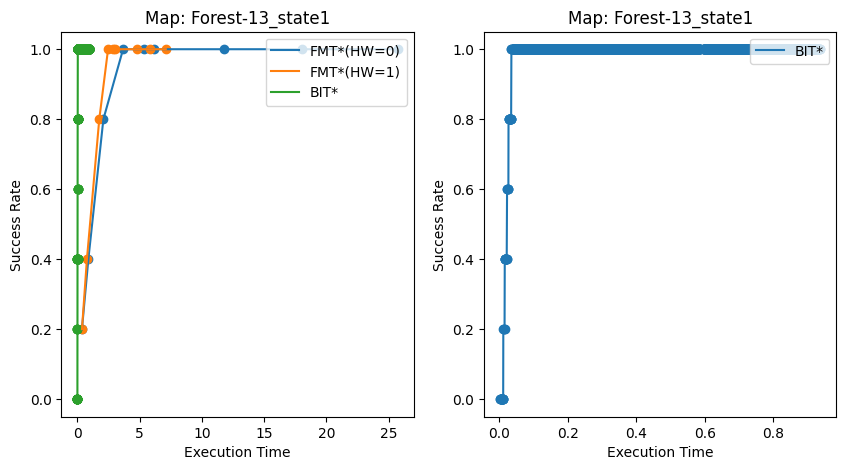 Map: Forest-13_state1
Success Rate
1.0
0.8
0.6
0.4
0.2
0.0
0
5
10
15
20
25
Execution Time
FMT*(HW=0)
FMT*(HW=1)
BIT*
Map: Forest-13_state1
Success Rate
1.0
0.8
0.6
0.4
0.2
0.0
0.0
0.2
0.4
0.6
0.8
Execution Time
BIT*